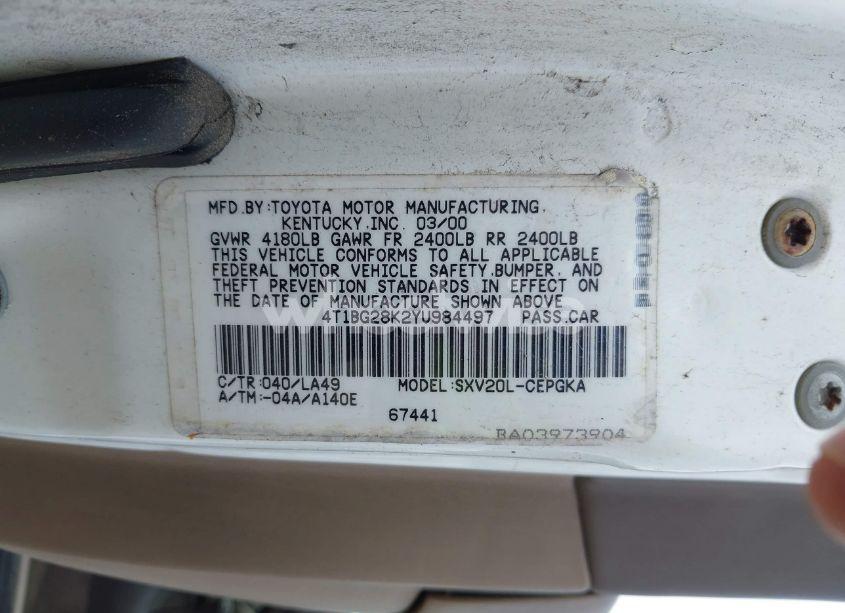 MFD.BY:TOYOTA MOTOR MANUFACTURING,
KENTUCKY,INC. 03/00
GVWR 4180LB GAWR FR 2400LB RR 2400LB
THIS VEHICLE CONFORMS TO ALL APPLICABLE
FEDERAL MOTOR VEHICLE SAFETY,BUMPER, AND
THEFT PREVENTION STANDARDS IN EFFECT ON
THE DATE OF MANUFACTURE SHOWN ABOVE.
4T1BG28K2YU984497 PASS.CAR
C/TR:040/LA49 MODEL:SXV20L-CEPGKA
A/TM:-04A/A140E
67441
RA03973904